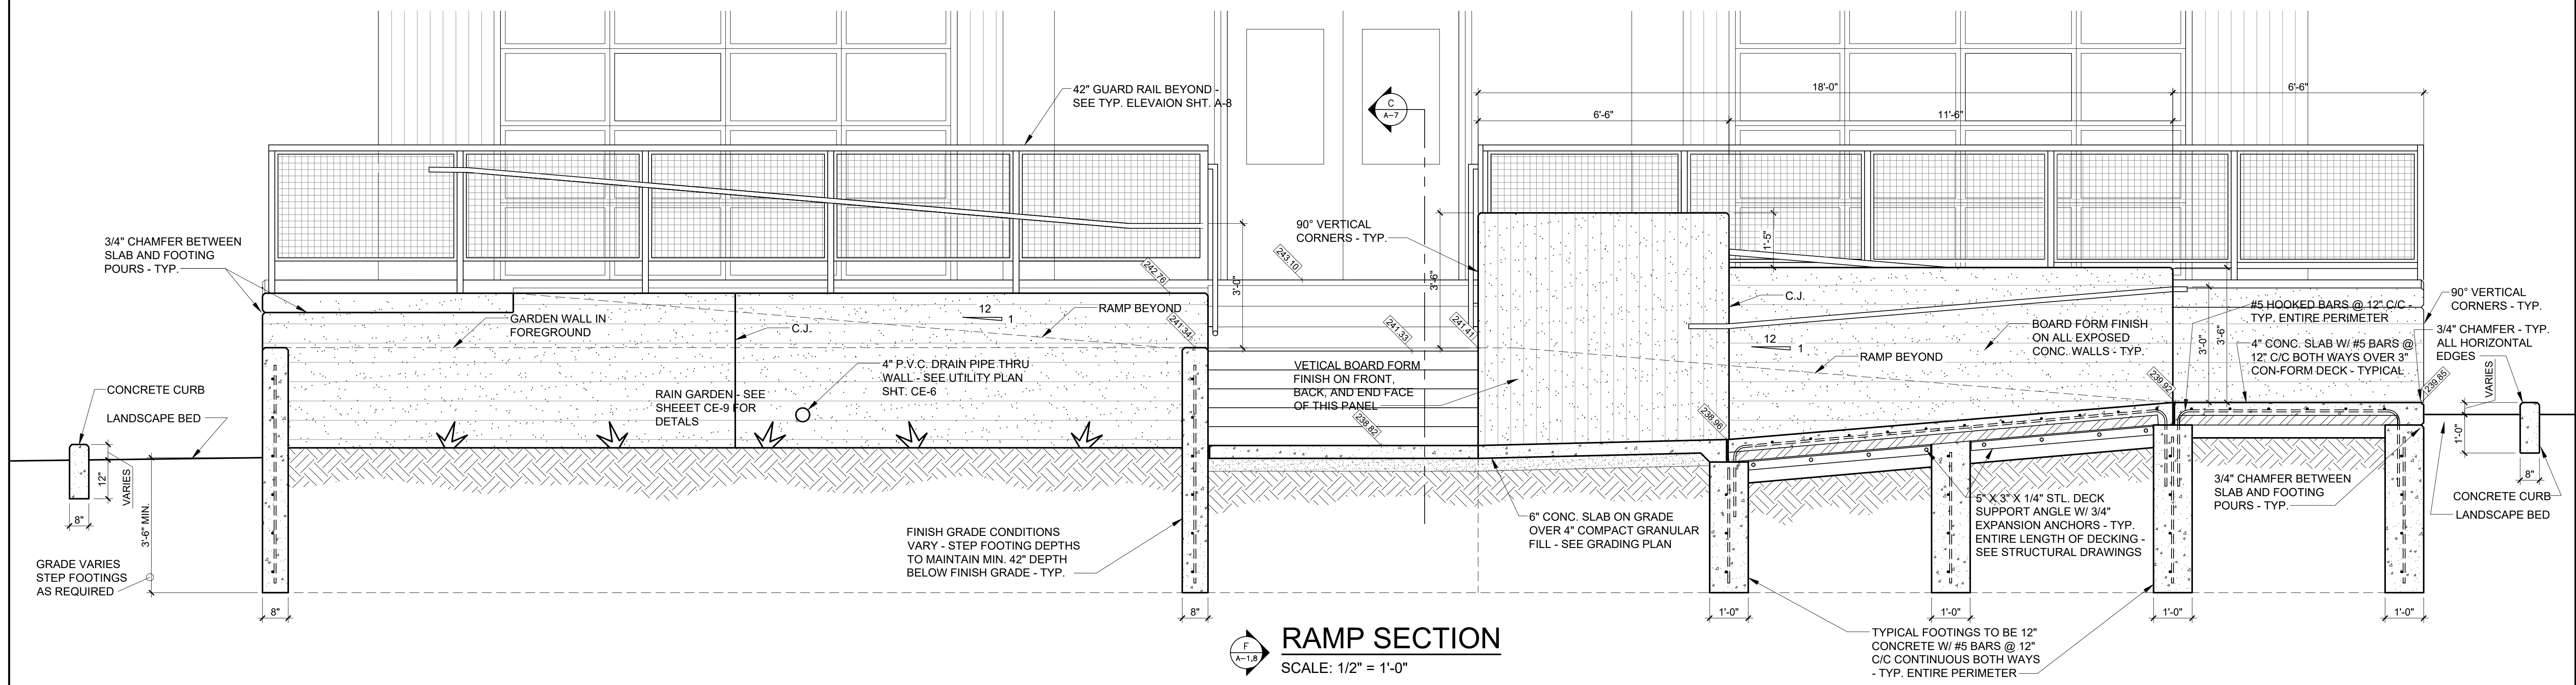 42" GUARD RAIL BEYOND -
SEE TYP. ELEVAION SHT. A-8
C
A-7
18'-0"
6'-6"
6'-6"
11'-6"
3/4" CHAMFER BETWEEN
SLAB AND FOOTING
POURS - TYP.
90° VERTICAL
CORNERS - TYP.
1'-5"
242.76
243.10
3'-0"
3'-6"
GARDEN WALL IN
FOREGROUND
12
1
RAMP BEYOND
C.J.
241.34
241.33
241.41
C.J.
12
1
RAMP BEYOND
BOARD FORM FINISH
ON ALL EXPOSED
CONC. WALLS - TYP.
#5 HOOKED BARS @ 12" C/C -
TYP. ENTIRE PERIMETER
3'-0"
3'-6"
4" CONC. SLAB W/ #5 BARS @
12" C/C BOTH WAYS OVER 3"
CON-FORM DECK - TYPICAL
90° VERTICAL
CORNERS - TYP.
3/4" CHAMFER - TYP.
ALL HORIZONTAL
EDGES
VARIES
4" P.V.C. DRAIN PIPE THRU
WALL - SEE UTILITY PLAN
SHT. CE-6
VETICAL BOARD FORM
FINISH ON FRONT,
BACK, AND END FACE
OF THIS PANEL
RAIN GARDEN - SEE
SHEEET CE-9 FOR
DETALS
CONCRETE CURB
LANDSCAPE BED
238.82
238.96
239.92
239.85
1'-0"
8"
12"
VARIES
8"
3'-6" MIN.
GRADE VARIES
STEP FOOTINGS
AS REQUIRED
FINISH GRADE CONDITIONS
VARY - STEP FOOTING DEPTHS
TO MAINTAIN MIN. 42" DEPTH
BELOW FINISH GRADE - TYP.
6" CONC. SLAB ON GRADE
OVER 4" COMPACT GRANULAR
FILL - SEE GRADING PLAN
5" X 3" X 1/4" STL. DECK
SUPPORT ANGLE W/ 3/4"
EXPANSION ANCHORS - TYP.
ENTIRE LENGTH OF DECKING -
SEE STRUCTURAL DRAWINGS
3/4" CHAMFER BETWEEN
SLAB AND FOOTING
POURS - TYP.
CONCRETE CURB
LANDSCAPE BED
8"
8"
1'-0"
1'-0"
1'-0"
1'-0"
F
A-1,8
RAMP SECTION
SCALE: 1/2" = 1'-0"
TYPICAL FOOTINGS TO BE 12"
CONCRETE W/ #5 BARS @ 12"
C/C CONTINUOUS BOTH WAYS
- TYP. ENTIRE PERIMETER